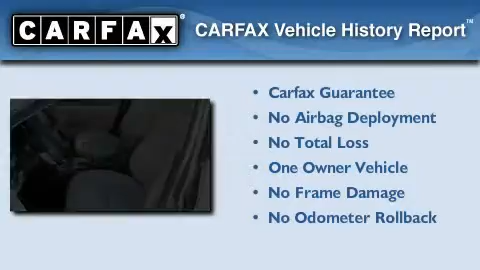 CARFAX® CARFAX Vehicle History Report™
• Carfax Guarantee
• No Airbag Deployment
• No Total Loss
• One Owner Vehicle
• No Frame Damage
• No Odometer Rollback